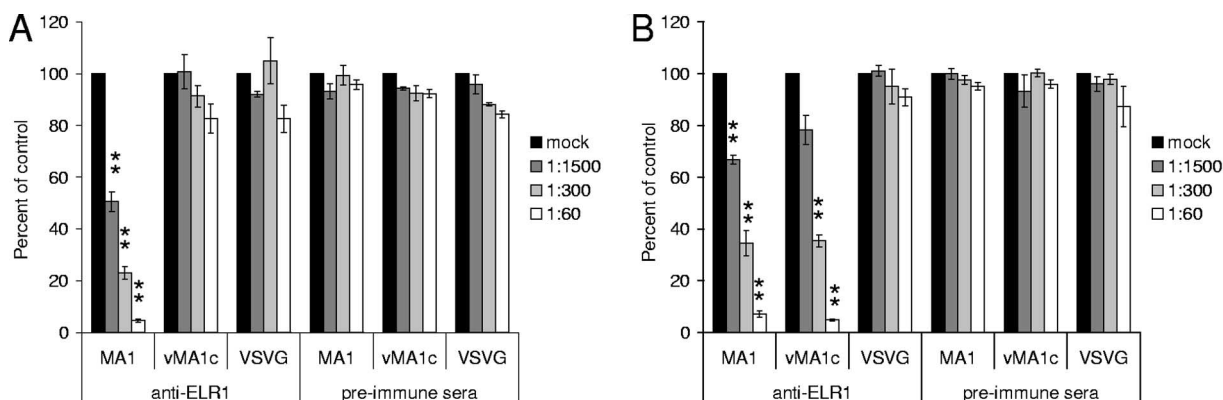 A
Percent of control
120
100
80
60
40
20
0
**
**
**
MA1 vMA1c VSVG MA1 vMA1c VSVG
anti-ELR1 pre-immune sera
mock
1:1500
1:300
1:60
B
Percent of control
120
100
80
60
40
20
0
**
**
**
**
**
MA1 vMA1c VSVG MA1 vMA1c VSVG
anti-ELR1 pre-immune sera
mock
1:1500
1:300
1:60